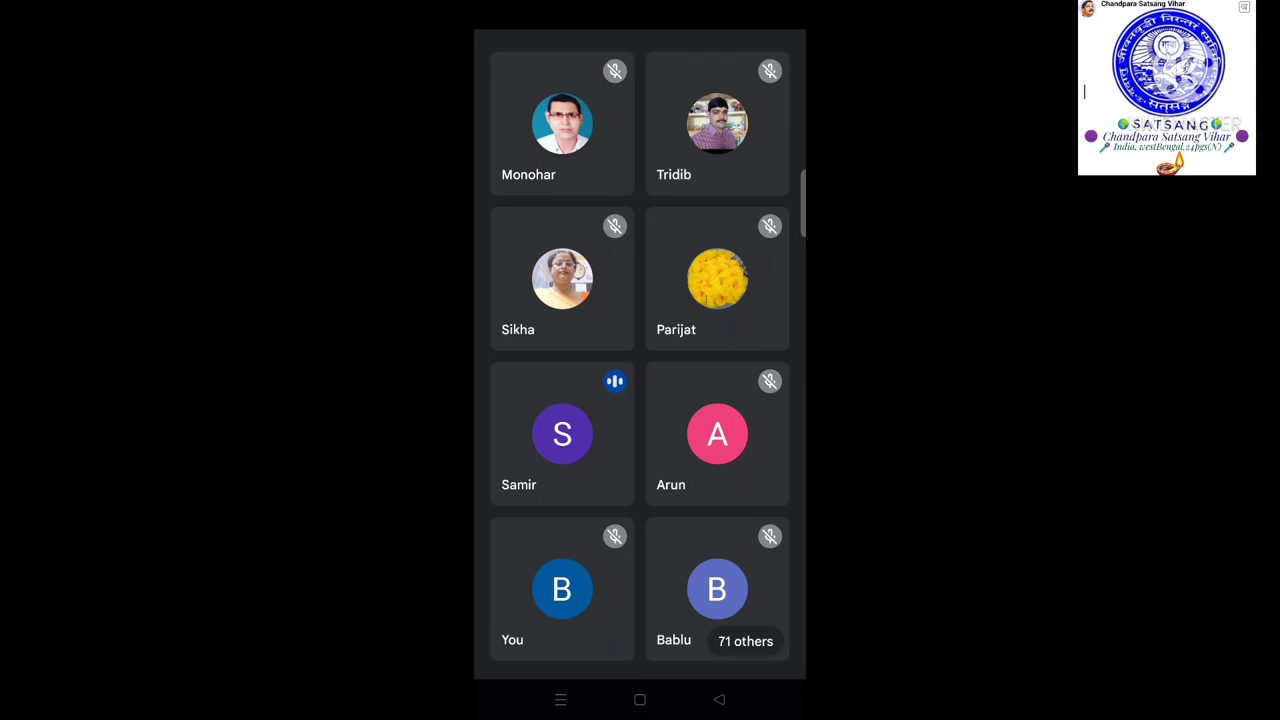 Chandpara Satsang Vihar
Monohar
Tridib
SATSANG
Chandpara Satsang Vihar
India, westBengal,24pgs(N)
Sikha
Parijat
S
A
Samir
Arun
B
B
You
Bablu
71 others